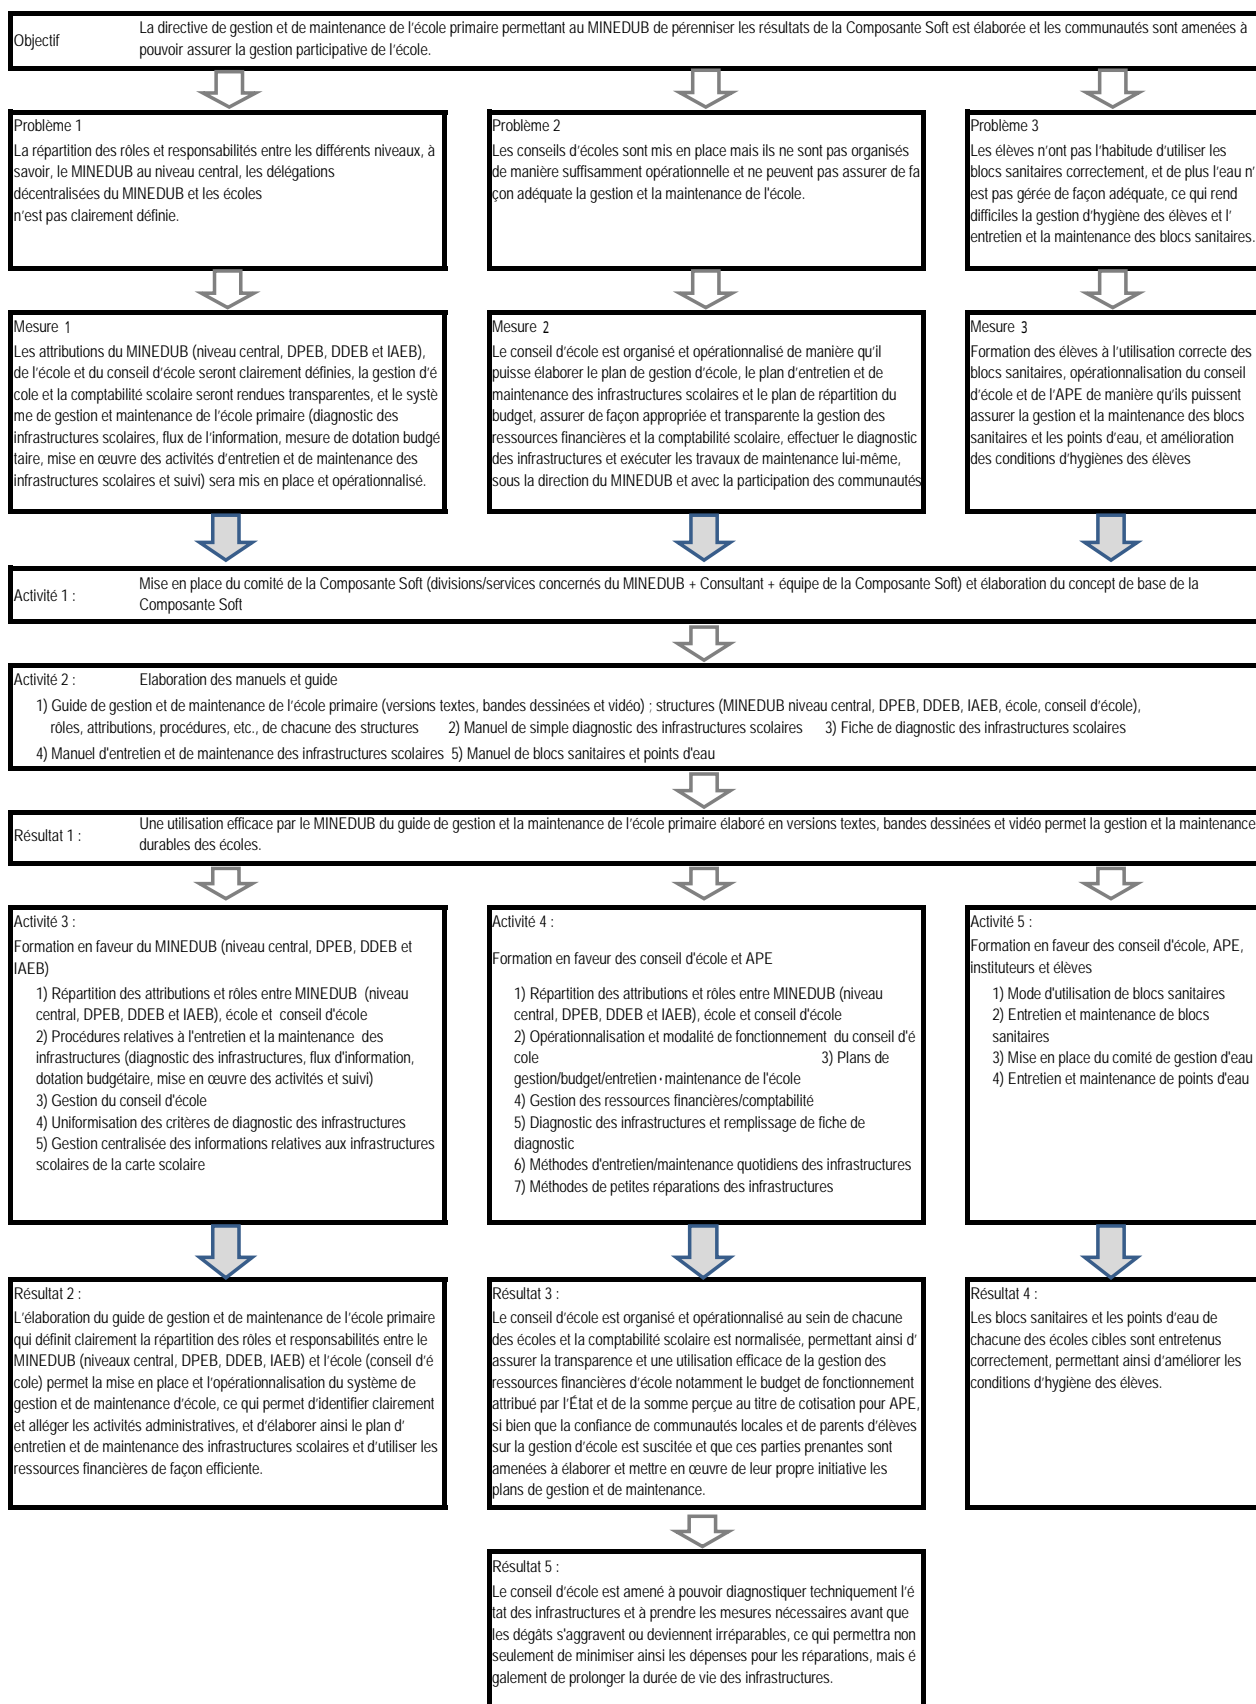 Objectif
La directive de gestion et de maintenance de l'école primaire permettant au MINEDUB de pérenniser les résultats de la Composante Soft est élaborée et les communautés sont amenées à
pouvoir assurer la gestion participative de l'école.
Problème 1
La répartition des rôles et responsabilités entre les différents niveaux, à
savoir, le MINEDUB au niveau central, les délégations
décentralisées du MINEDUB et les écoles
n'est pas clairement définie.
Problème 2
Les conseils d'écoles sont mis en place mais ils ne sont pas organisés
de manière suffisamment opérationnelle et ne peuvent pas assurer de fa
çon adéquate la gestion et la maintenance de l'école.
Problème 3
Les élèves n'ont pas l'habitude d'utiliser les
blocs sanitaires correctement, et de plus l'eau n'
est pas gérée de façon adéquate, ce qui rend
difficiles la gestion d'hygiène des élèves et l'
entretien et la maintenance des blocs sanitaires.
Mesure 1
Les attributions du MINEDUB (niveau central, DPEB, DDEB et IAEB),
de l'école et du conseil d'école seront clairement définies, la gestion d'é
cole et la comptabilité scolaire seront rendues transparentes, et le systè
me de gestion et maintenance de l'école primaire (diagnostic des
infrastructures scolaires, flux de l'information, mesure de dotation budgé
taire, mise en œuvre des activités d'entretien et de maintenance des
infrastructures scolaires et suivi) sera mis en place et opérationnalisé.
Mesure 2
Le conseil d'école est organisé et opérationnalisé de manière qu'il
puisse élaborer le plan de gestion d'école, le plan d'entretien et de
maintenance des infrastructures scolaires et le plan de répartition du
budget, assurer de façon appropriée et transparente la gestion des
ressources financières et la comptabilité scolaire, effectuer le diagnostic
des infrastructures et exécuter les travaux de maintenance lui-même,
sous la direction du MINEDUB et avec la participation des communautés
Mesure 3
Formation des élèves à l'utilisation correcte des
blocs sanitaires, opérationnalisation du conseil
d'école et de l'APE de manière qu'ils puissent
assurer la gestion et la maintenance des blocs
sanitaires et les points d'eau, et amélioration
des conditions d'hygiènes des élèves
Activité 1 :
Mise en place du comité de la Composante Soft (divisions/services concernés du MINEDUB + Consultant + équipe de la Composante Soft) et élaboration du concept de base de la
Composante Soft
Activité 2 : Elaboration des manuels et guide
1) Guide de gestion et de maintenance de l'école primaire (versions textes, bandes dessinées et vidéo) ; structures (MINEDUB niveau central, DPEB, DDEB, IAEB, école, conseil d'école),
rôles, attributions, procédures, etc., de chacune des structures 2) Manuel de simple diagnostic des infrastructures scolaires 3) Fiche de diagnostic des infrastructures scolaires
4) Manuel d'entretien et de maintenance des infrastructures scolaires 5) Manuel de blocs sanitaires et points d'eau
Résultat 1 :
Une utilisation efficace par le MINEDUB du guide de gestion et la maintenance de l'école primaire élaboré en versions textes, bandes dessinées et vidéo permet la gestion et la maintenance
durables des écoles.
Activité 3 :
Formation en faveur du MINEDUB (niveau central, DPEB, DDEB et
IAEB)
1) Répartition des attributions et rôles entre MINEDUB (niveau
central, DPEB, DDEB et IAEB), école et conseil d'école
2) Procédures relatives à l'entretien et la maintenance des
infrastructures (diagnostic des infrastructures, flux d'information,
dotation budgétaire, mise en œuvre des activités et suivi)
3) Gestion du conseil d'école
4) Uniformisation des critères de diagnostic des infrastructures
5) Gestion centralisée des informations relatives aux infrastructures
scolaires de la carte scolaire
Activité 4 :
Formation en faveur des conseil d'école et APE
1) Répartition des attributions et rôles entre MINEDUB (niveau
central, DPEB, DDEB et IAEB), école et conseil d'école
2) Opérationnalisation et modalité de fonctionnement du conseil d'é
cole 3) Plans de
gestion/budget/entretien・maintenance de l'école
4) Gestion des ressources financières/comptabilité
5) Diagnostic des infrastructures et remplissage de fiche de
diagnostic
6) Méthodes d'entretien/maintenance quotidiens des infrastructures
7) Méthodes de petites réparations des infrastructures
Activité 5 :
Formation en faveur des conseil d'école, APE,
instituteurs et élèves
1) Mode d'utilisation de blocs sanitaires
2) Entretien et maintenance de blocs
sanitaires
3) Mise en place du comité de gestion d'eau
4) Entretien et maintenance de points d'eau
Résultat 2 :
L'élaboration du guide de gestion et de maintenance de l'école primaire
qui définit clairement la répartition des rôles et responsabilités entre le
MINEDUB (niveaux central, DPEB, DDEB, IAEB) et l'école (conseil d'é
cole) permet la mise en place et l'opérationnalisation du système de
gestion et de maintenance d'école, ce qui permet d'identifier clairement
et alléger les activités administratives, et d'élaborer ainsi le plan d'
entretien et de maintenance des infrastructures scolaires et d'utiliser les
ressources financières de façon efficiente.
Résultat 3 :
Le conseil d'école est organisé et opérationnalisé au sein de chacune
des écoles et la comptabilité scolaire est normalisée, permettant ainsi d'
assurer la transparence et une utilisation efficace de la gestion des
ressources financières d'école notamment le budget de fonctionnement
attribué par l'État et de la somme perçue au titre de cotisation pour APE,
si bien que la confiance de communautés locales et de parents d'élèves
sur la gestion d'école est suscitée et que ces parties prenantes sont
amenées à élaborer et mettre en œuvre de leur propre initiative les
plans de gestion et de maintenance.
Résultat 4 :
Les blocs sanitaires et les points d'eau de
chacune des écoles cibles sont entretenus
correctement, permettant ainsi d'améliorer les
conditions d'hygiène des élèves.
Résultat 5 :
Le conseil d'école est amené à pouvoir diagnostiquer techniquement l'é
tat des infrastructures et à prendre les mesures nécessaires avant que
les dégâts s'aggravent ou deviennent irréparables, ce qui permettra non
seulement de minimiser ainsi les dépenses pour les réparations, mais é
galement de prolonger la durée de vie des infrastructures.